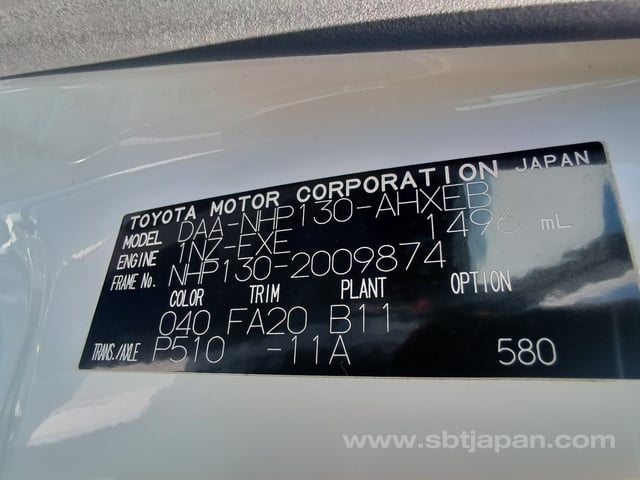 TOYOTA MOTOR CORPORATION JAPAN
MODEL DAA-NHP130-AHXEB
ENGINE 1NZ-EXE 1496 mL
FRAME No. NHP130-2009874
COLOR TRIM PLANT OPTION
040 FA20 B11
TRANS./AXLE P510 -11A 580
www.sbtjapan.com